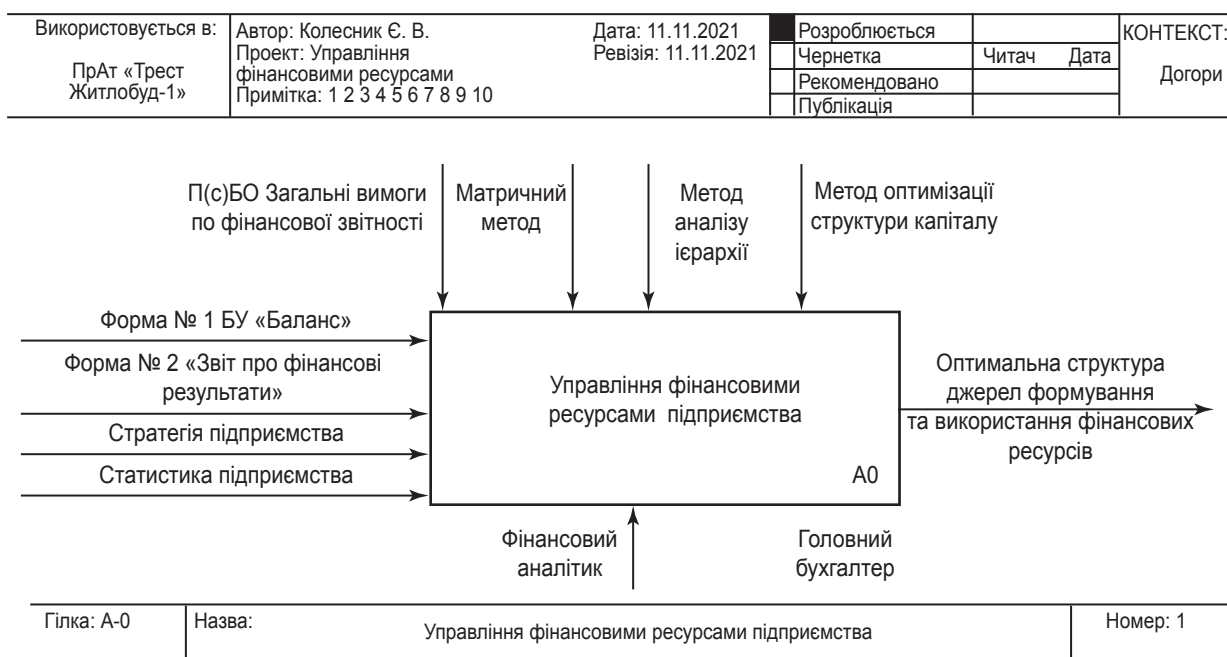 Використовується в:
ПрАт «Трест
Житлобуд-1»
Автор: Колесник Є. В.
Проект: Управління
фінансовими ресурсами
Примітка: 1 2 3 4 5 6 7 8 9 10
Дата: 11.11.2021
Ревізія: 11.11.2021
Розроблюється
Чернетка
Рекомендовано
Публікація
Читач Дата
КОНТЕКСТ:
Догори
П(с)БО Загальні вимоги
по фінансової звітності
Матричний
метод
Метод
аналізу
ієрархії
Метод оптимізації
структури капіталу
Форма № 1 БУ «Баланс»
Форма № 2 «Звіт про фінансові
результати»
Стратегія підприємства
Статистика підприємства
Управління фінансовими
ресурсами підприємства
А0
Оптимальна структура
джерел формування
та використання фінансових
ресурсів
Фінансовий
аналітик
Головний
бухгалтер
Гілка: А-0
Назва:
Управління фінансовими ресурсами підприємства
Номер: 1